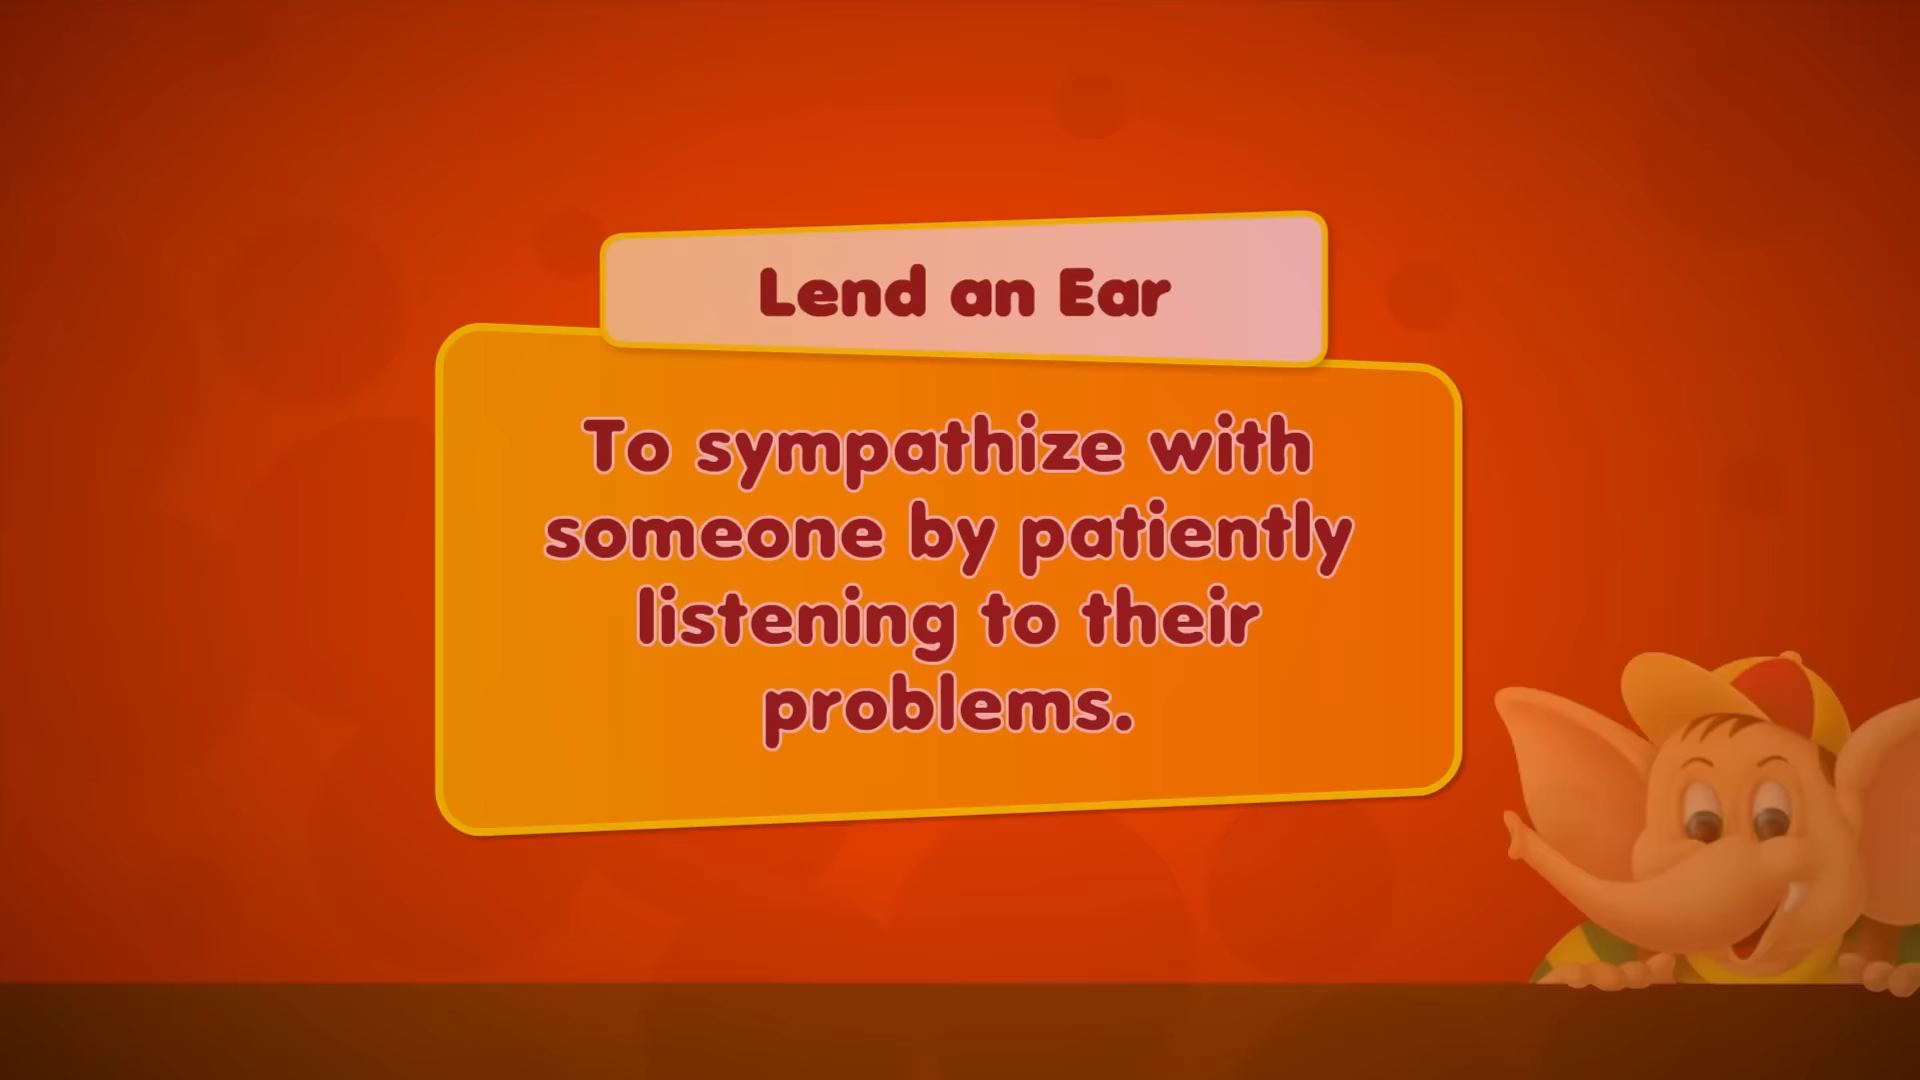 Lend an Ear
To sympathize with
someone by patiently
listening to their
problems.